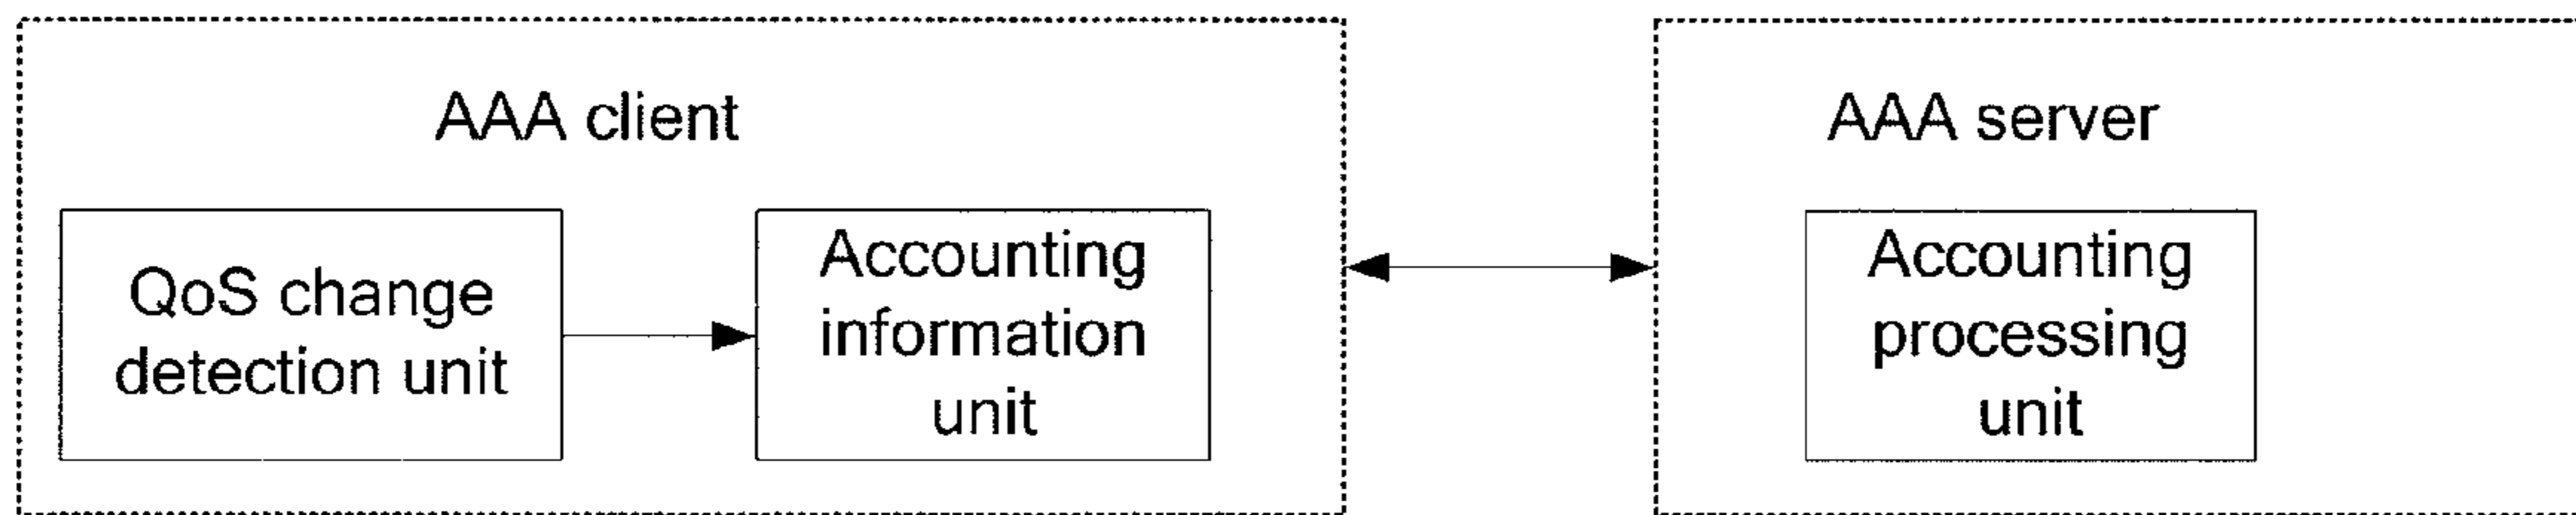 AAA client
QoS change
detection unit
Accounting
information
unit
AAA server
Accounting
processing
unit